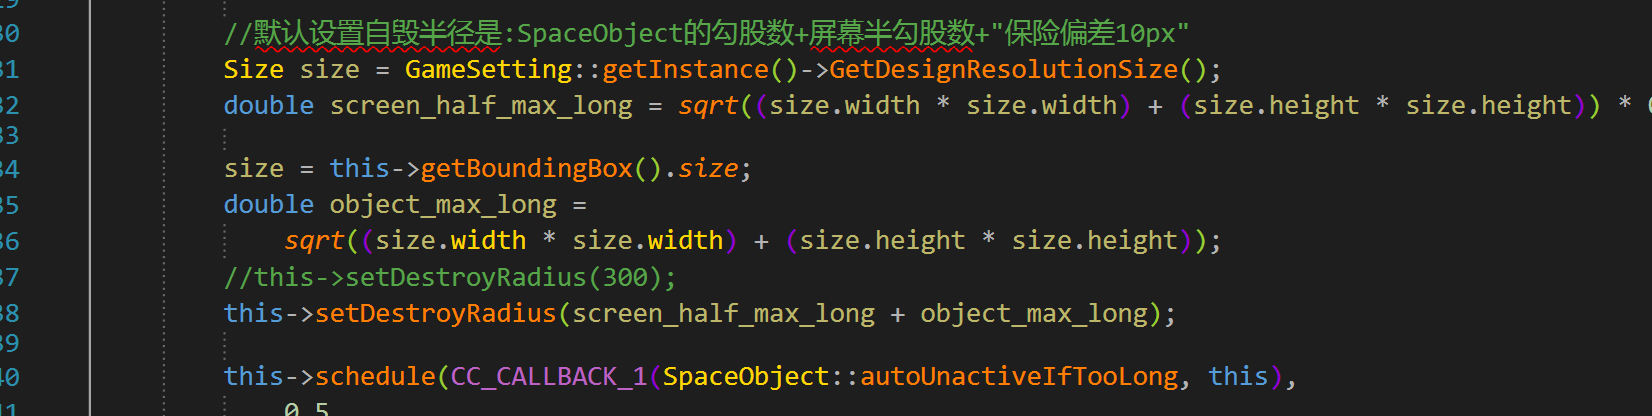 30 //默认设置自毁半径是:SpaceObject的勾股数+屏幕半勾股数+"保险偏差10px"
31 Size size = GameSetting::getInstance()->GetDesignResolutionSize();
32 double screen_half_max_long = sqrt((size.width * size.width) + (size.height * size.height)) *
33
34 size = this->getBoundingBox().size;
35 double object_max_long =
36 sqrt((size.width * size.width) + (size.height * size.height));
37 //this->setDestroyRadius(300);
38 this->setDestroyRadius(screen_half_max_long + object_max_long);
39
40 this->schedule(CC_CALLBACK_1(SpaceObject::autoUnactiveIfTooLong, this),
41 0.5